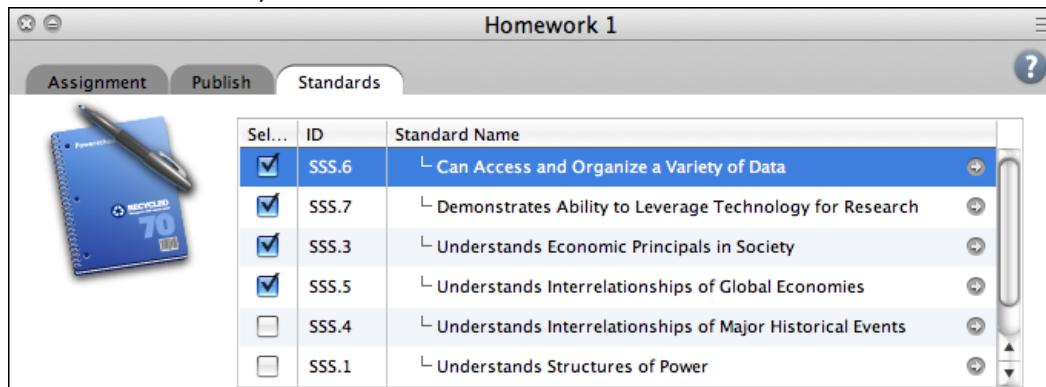 Homework 1
Assignment Publish Standards
?
Sel... ID Standard Name
SSS.6 Can Access and Organize a Variety of Data
SSS.7 Demonstrates Ability to Leverage Technology for Research
SSS.3 Understands Economic Principals in Society
SSS.5 Understands Interrelationships of Global Economies
SSS.4 Understands Interrelationships of Major Historical Events
SSS.1 Understands Structures of Power
RECYCLED
70